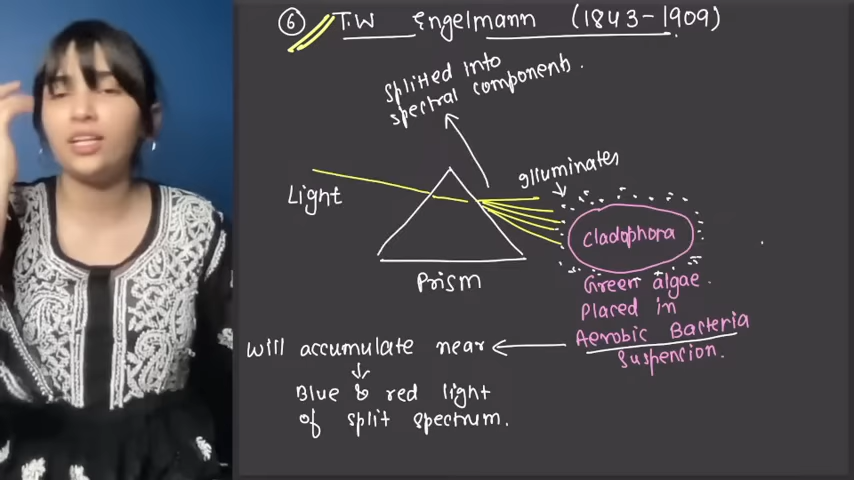 ⑥ T.W Engelmann (1843-1909)
splitted into
spectral components.
Illuminates
Light
Cladophora
Prism
Green algae.
Placed in
Aerobic Bacteria
suspension.
Will accumulate near
Blue & red light
of split spectrum.